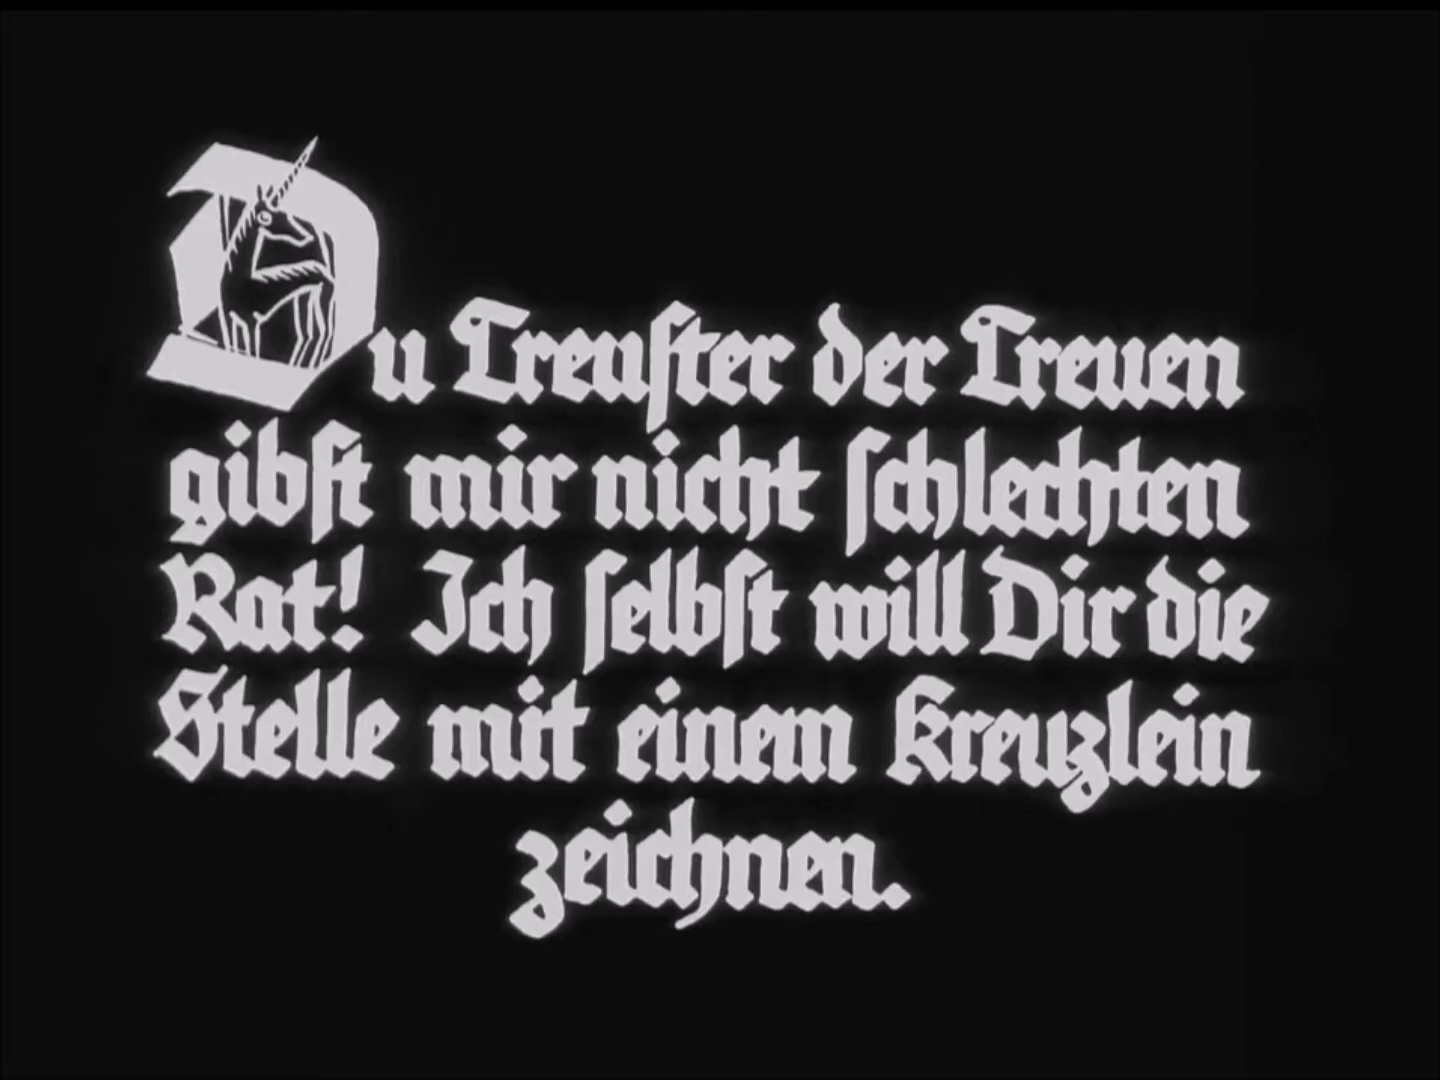 Du Treuſter der Treuen
gibſt mir nicht ſchlechten
Rat! Ich ſelbſt will Dir die
Stelle mit einem Kreuzlein
zeichnen.